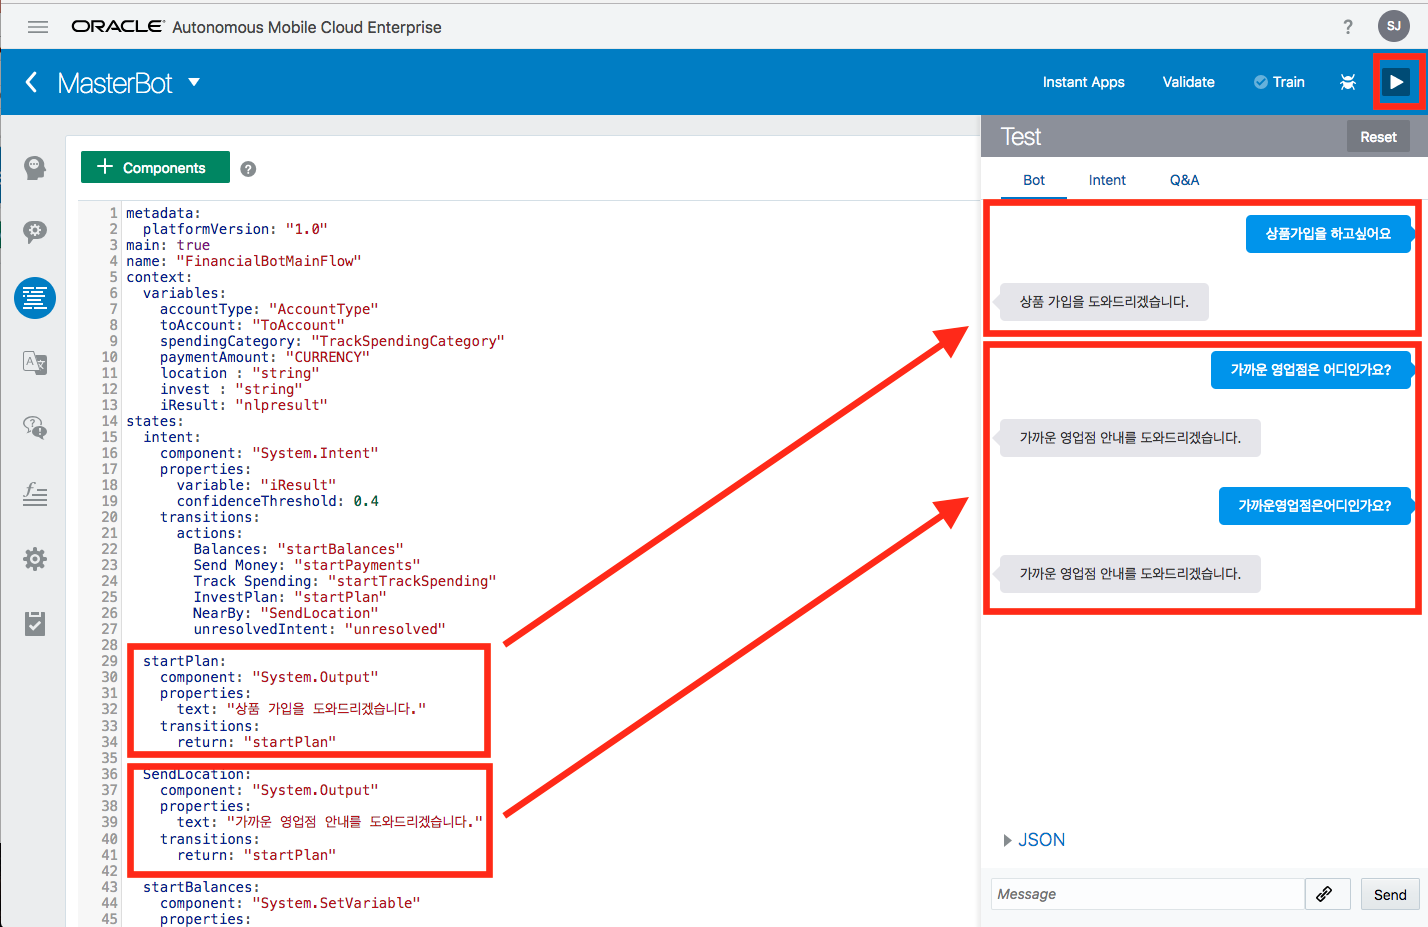 ORACLE Autonomous Mobile Cloud Enterprise
? SJ
MasterBot
Instant Apps Validate Train
Components ?
Test Reset
Bot Intent Q&A
1 metadata:
2 platformVersion: "1.0"
3 main: true
4 name: "FinancialBotMainFlow"
5 context:
6 variables:
7 accountType: "AccountType"
8 toAccount: "ToAccount"
9 spendingCategory: "TrackSpendingCategory"
10 paymentAmount: "CURRENCY"
11 location : "string"
12 invest : "string"
13 iResult: "nlpresult"
14 states:
15 intent:
16 component: "System.Intent"
17 properties:
18 variable: "iResult"
19 confidenceThreshold: 0.4
20 transitions:
21 actions:
22 Balances: "startBalances"
23 Send Money: "startPayments"
24 Track Spending: "startTrackSpending"
25 InvestPlan: "startPlan"
26 NearBy: "SendLocation"
27 unresolvedIntent: "unresolved"
28
29 startPlan:
30 component: "System.Output"
31 properties:
32 text: "상품 가입을 도와드리겠습니다."
33 transitions:
34 return: "startPlan"
35
36 SendLocation:
37 component: "System.Output"
38 properties:
39 text: "가까운 영업점 안내를 도와드리겠습니다."
40 transitions:
41 return: "startPlan"
42
43 startBalances:
44 component: "System.SetVariable"
45 properties:
상품가입을 하고싶어요
상품 가입을 도와드리겠습니다.
가까운 영업점은 어디인가요?
가까운 영업점 안내를 도와드리겠습니다.
가까운영업점은어디인가요?
가까운 영업점 안내를 도와드리겠습니다.
JSON
Message Send